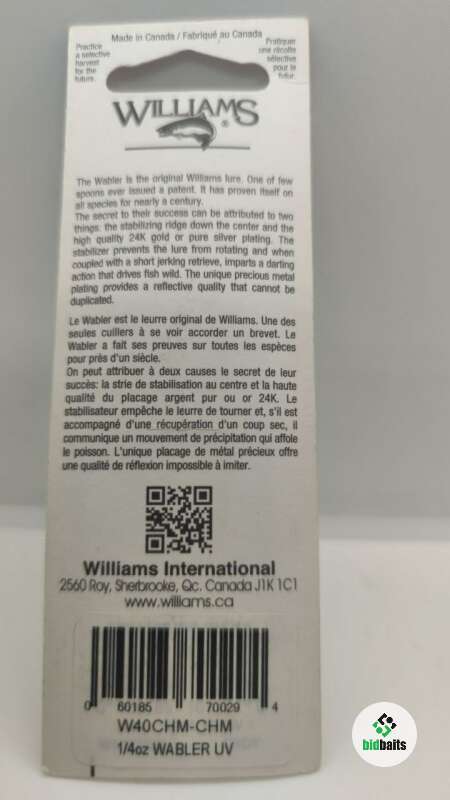 Made in Canada / Fabriqué au Canada
Practice
a selective
harvest
for the
future.
Pratiquer
une récolte
sélective
pour le
futur.
WILLIAMS
®
The Wabler is the original Williams lure. One of few
spoons ever issued a patent. It has proven itself on
all species for nearly a century.
The secret to their success can be attributed to two
things: the stabilizing ridge down the center and the
high quality 24K gold or pure silver plating. The
stabilizer prevents the lure from rotating and when
coupled with a short jerking retrieve, imparts a darting
action that drives fish wild. The unique precious metal
plating provides a reflective quality that cannot be
duplicated.
Le Wabler est le leurre original de Williams. Une des
seules cuillers à se voir accorder un brevet. Le
Wabler a fait ses preuves sur toutes les espèces
pour près d'un siècle.
On peut attribuer à deux causes le secret de leur
succès: la strie de stabilisation au centre et la haute
qualité du placage argent pur ou or 24K. Le
stabilisateur empêche le leurre de tourner et, s'il est
accompagné d'une récupération d'un coup sec, il
communique un mouvement de précipitation qui affole
le poisson. L'unique placage de métal précieux offre
une qualité de réflexion impossible à imiter.
Williams International
2560 Roy, Sherbrooke, Qc. Canada J1K 1C1
www.williams.ca
0 60185 70029 4
W40CHM-CHM
1/4oz WABLER UV
bidbaits